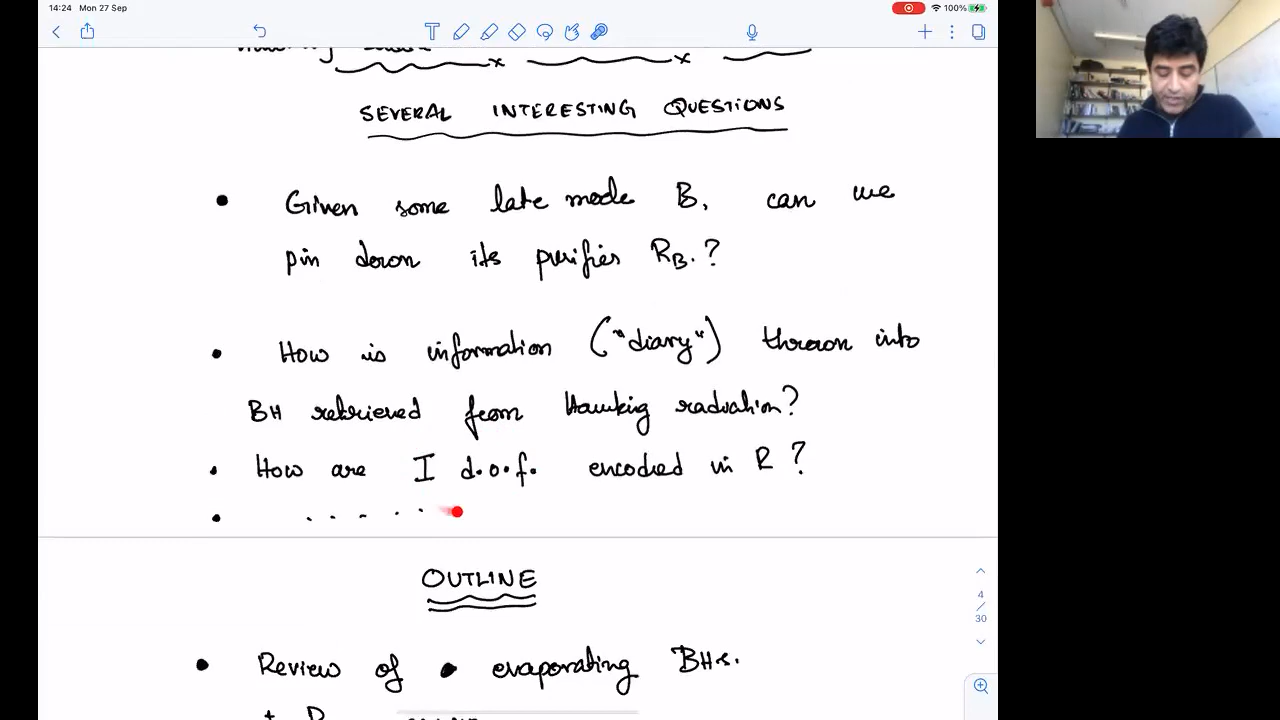 14:24 Mon 27 Sep
100%
SEVERAL INTERESTING QUESTIONS
• Given some late mode B, can we
pin down its purifier R_B.?
• How is information ("diary") thrown into
BH retrieved from Hawking radiation?
• How are I d.o.f. encoded in R?
• . . . . .
OUTLINE
• Review of evaporating BHs.
4
/
30